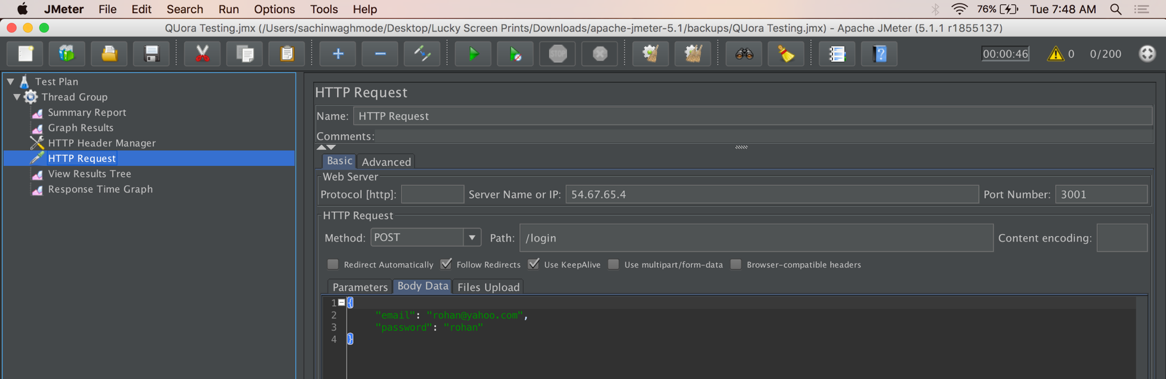 JMeter File Edit Search Run Options Tools Help 76% Tue 7:48 AM
QUora Testing.jmx (/Users/sachinwaghmode/Desktop/Lucky Screen Prints/Downloads/apache-jmeter-5.1/backups/QUora Testing.jmx) - Apache JMeter (5.1.1 r1855137)
00:00:46 0 0/200
Test Plan
Thread Group
Summary Report
Graph Results
HTTP Header Manager
HTTP Request
View Results Tree
Response Time Graph
HTTP Request
Name: HTTP Request
Comments:
Basic Advanced
Web Server
Protocol [http]: Server Name or IP: 54.67.65.4 Port Number: 3001
HTTP Request
Method: POST Path: /login Content encoding:
Redirect Automatically Follow Redirects Use KeepAlive Use multipart/form-data Browser-compatible headers
Parameters Body Data Files Upload
1 {
2 "email": "rohan@yahoo.com",
3 "password": "rohan"
4 }